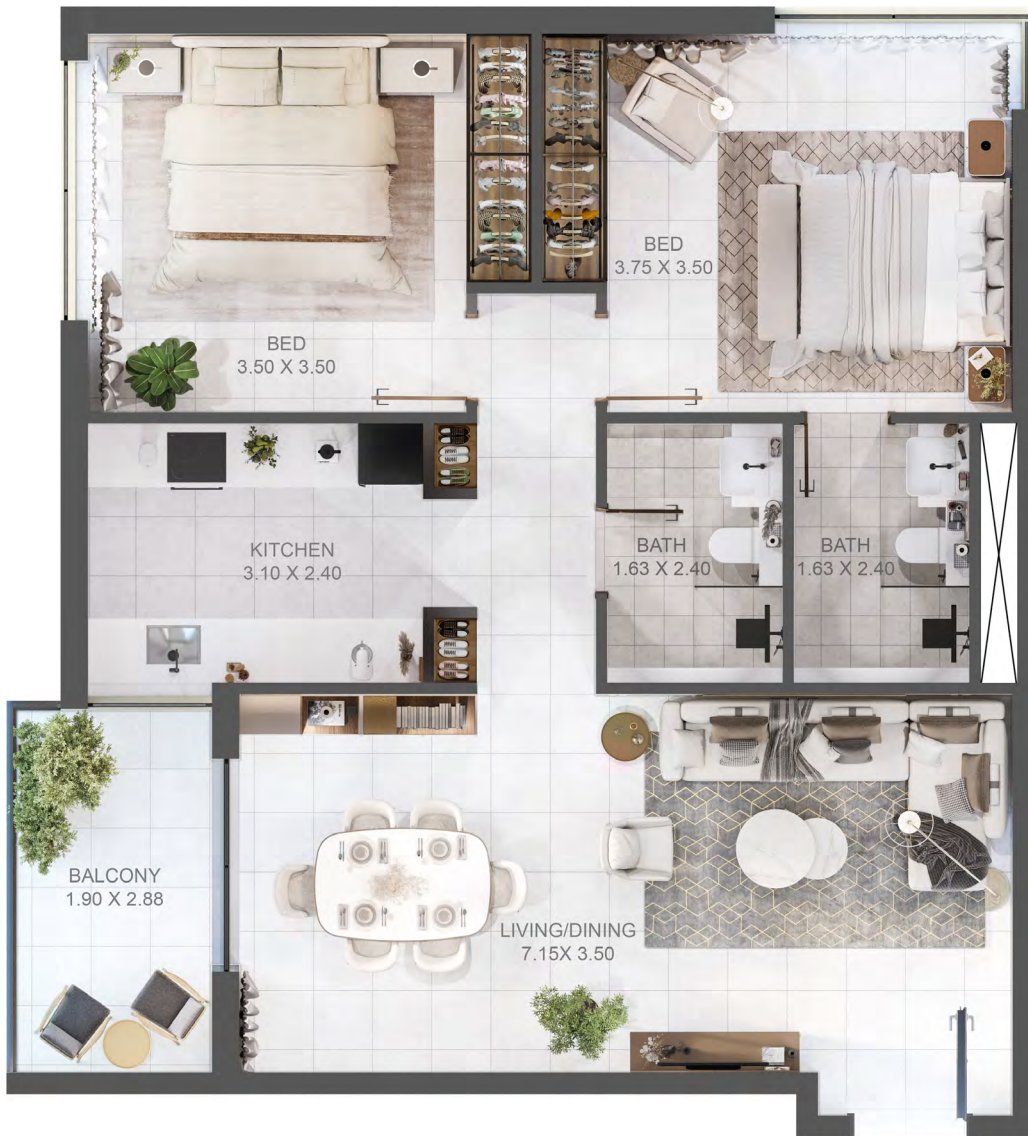 BED
3.75 X 3.50
BED
3.50 X 3.50
KITCHEN
3.10 X 2.40
BATH
1.63 X 2.40
BATH
1.63 X 2.40
BALCONY
1.90 X 2.88
LIVING/DINING
7.15X 3.50